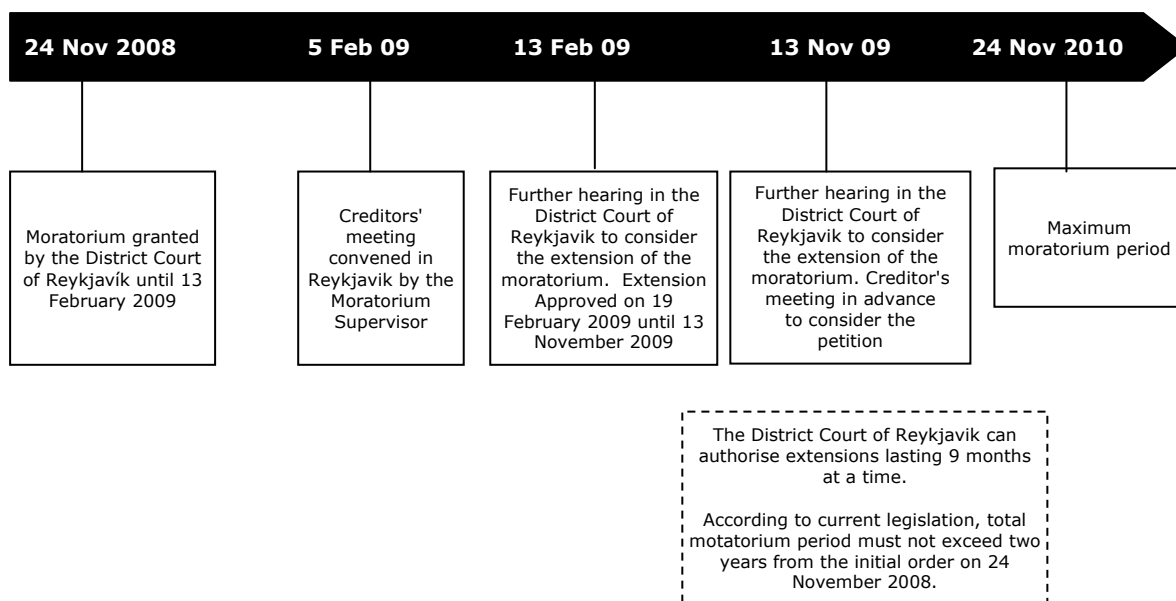 24 Nov 2008
5 Feb 09
13 Feb 09
13 Nov 09
24 Nov 2010
Moratorium granted
by the District Court
of Reykjavík until 13
February 2009
Creditors'
meeting
convened in
Reykjavik by the
Moratorium
Supervisor
Further hearing in the
District Court of
Reykjavik to consider
the extension of the
moratorium. Extension
Approved on 19
February 2009 until 13
November 2009
Further hearing in the
District Court of
Reykjavik to consider
the extension of the
moratorium. Creditor's
meeting in advance
to consider the
petition
Maximum
moratorium period
The District Court of Reykjavik can
authorise extensions lasting 9 months
at a time.
According to current legislation, total
motatorium period must not exceed two
years from the initial order on 24
November 2008.